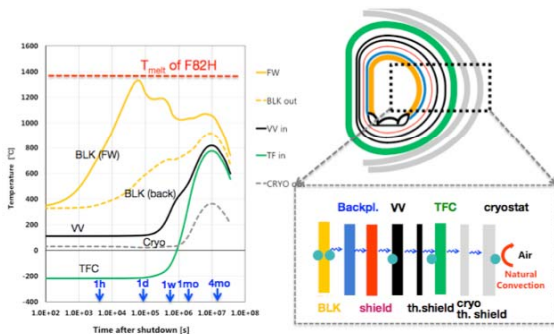 1600
1400
1200
1000
800
600
400
200
0
-200
-400
Temperature [°C]
T melt of F82H
BLK (FW)
BLK (back)
VV
Cryo
TFC
1h
1d
1w
1mo
4mo
1.0E+02 1.0E+03 1.0E+04 1.0E+05 1.0E+06 1.0E+07 1.0E+08
Time after shutdown [s]
FW
BLK out
VV in
TF in
CRYO
Backpl.
VV
TFC
cryostat
Air
Natural
Convection
BLK
shield
th.shield
cryo
th. shield